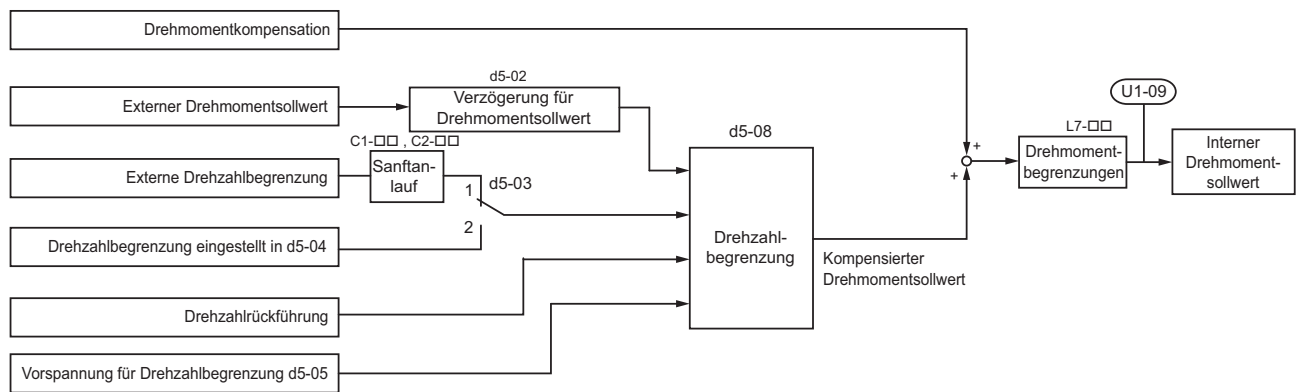 Drehmomentkompensation
d5-02
Externer Drehmomentsollwert
Verzögerung für
Drehmomentsollwert
U1-09
C1-□□ , C2-□□
d5-08
L7-□□
Externe Drehzahlbegrenzung
Sanftan-
lauf
1
d5-03
2
+
+
Drehmoment-
begrenzungen
Interner
Drehmoment-
sollwert
Drehzahlbegrenzung eingestellt in d5-04
Drehzahl-
begrenzung
Kompensierter
Drehmomentsollwert
Drehzahlrückführung
Vorspannung für Drehzahlbegrenzung d5-05